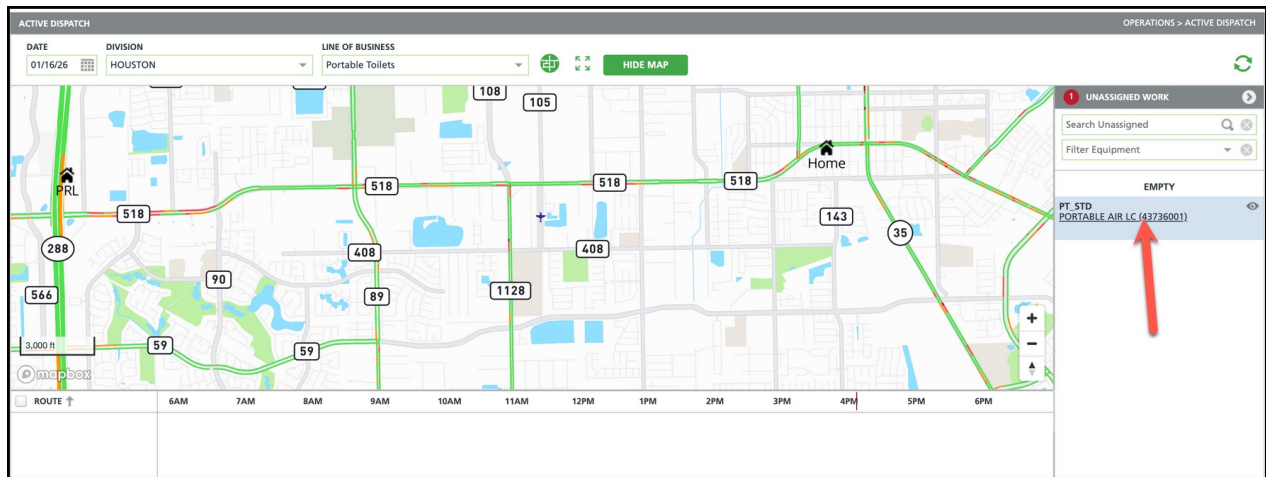 ACTIVE DISPATCH
OPERATIONS > ACTIVE DISPATCH
DATE
DIVISION
LINE OF BUSINESS
01/16/26
HOUSTON
Portable Toilets
HIDE MAP
1 UNASSIGNED WORK
Search Unassigned
Filter Equipment
EMPTY
PT_STD
PORTABLE AIR LC (43736001)
108
105
Home
PRL
518
518
518
518
143
35
288
408
408
90
566
89
1128
59
59
3,000 ft
mapbox
ROUTE
6AM 7AM 8AM 9AM 10AM 11AM 12PM 1PM 2PM 3PM 4PM 5PM 6PM